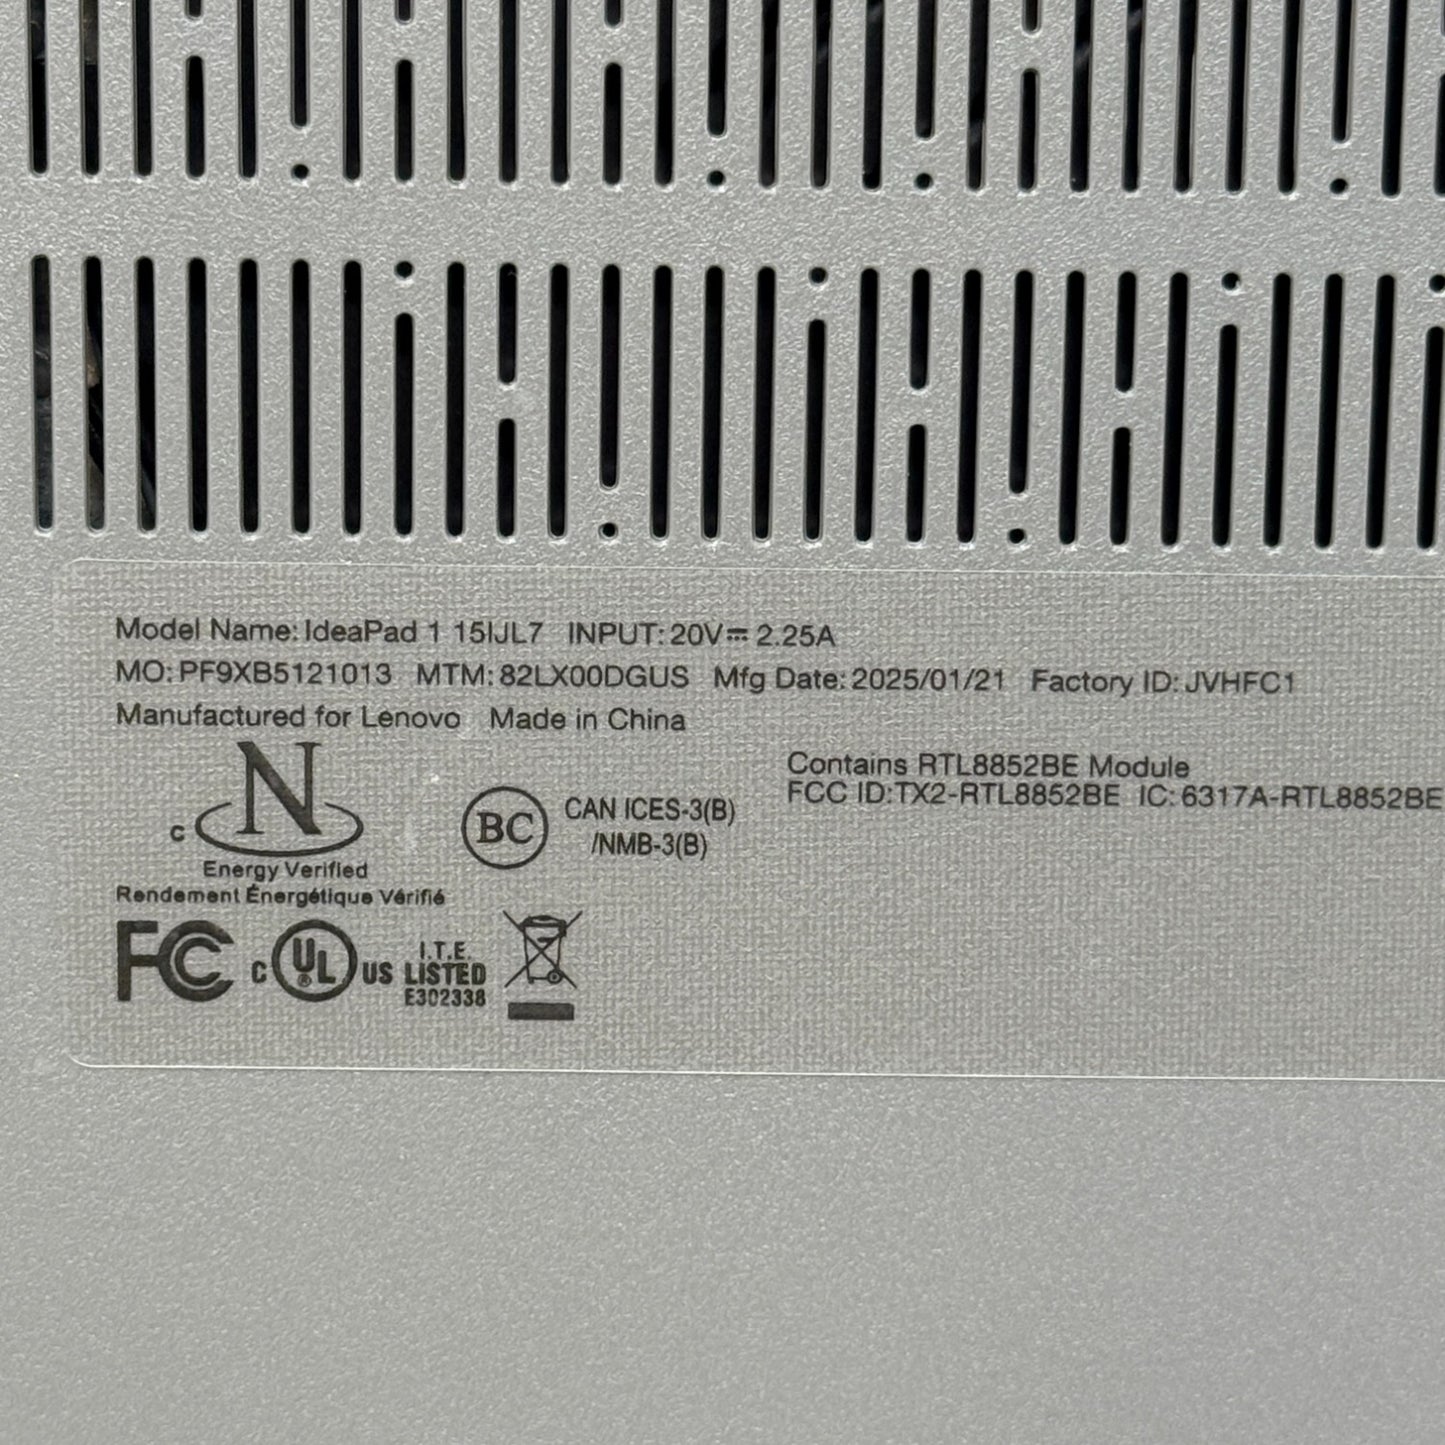 Model Name: IdeaPad 1 15IJL7 INPUT: 20V⎓ 2.25A
MO: PF9XB5121013 MTM: 82LX00DGUS Mfg Date: 2025/01/21 Factory ID: JVHFC1
Manufactured for Lenovo Made in China
Contains RTL8852BE Module
FCC ID:TX2-RTL8852BE IC: 6317A-RTL8852BE
N
C
Energy Verified
Rendement Énergétique Vérifié
BC
CAN ICES-3(B)
/NMB-3(B)
FC
C UL® US
I.T.E.
LISTED
E302338